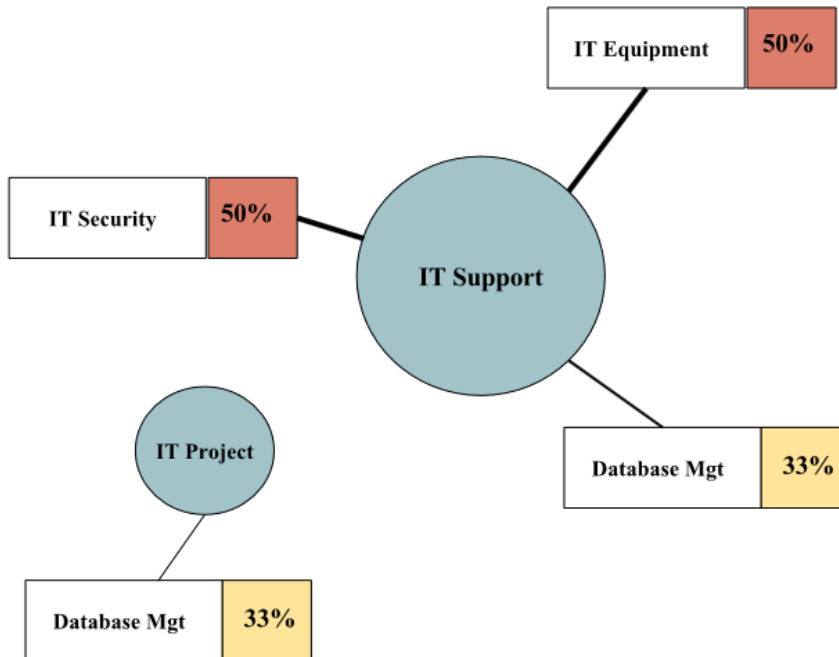 IT Equipment
50%
IT Security
50%
IT Support
IT Project
Database Mgt
33%
Database Mgt
33%